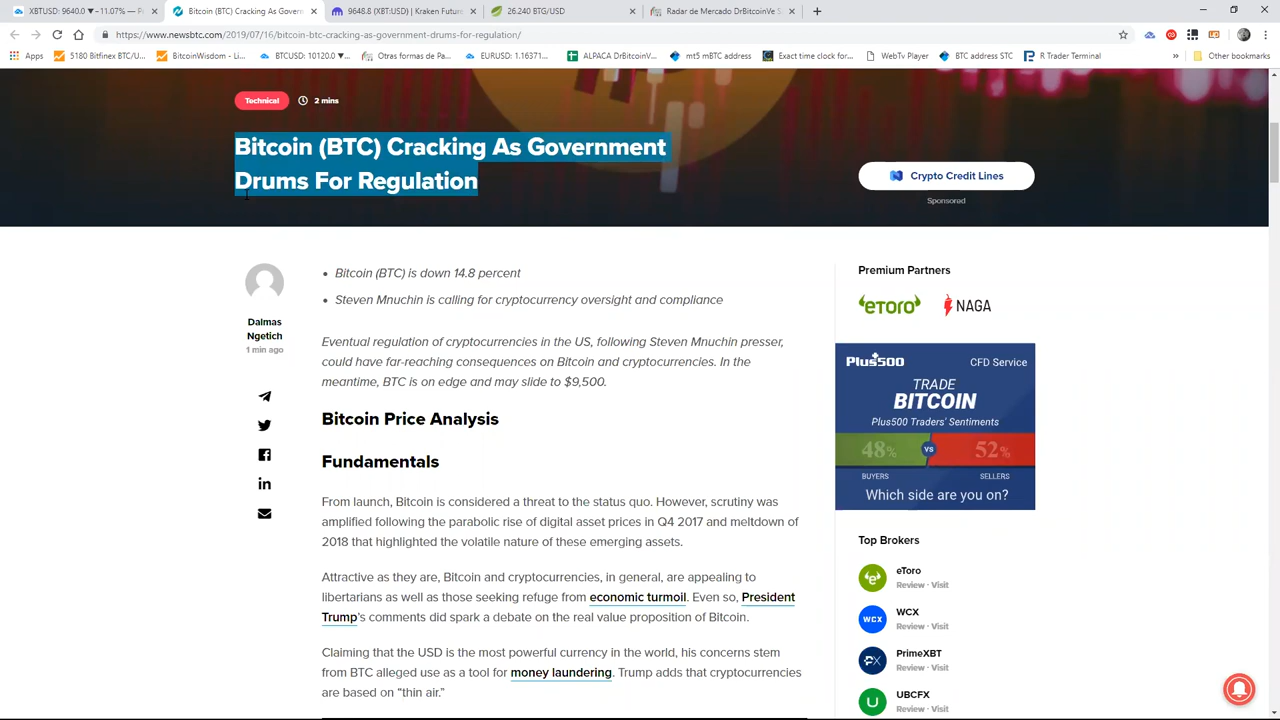 XBTUSD: 9640.0 ▼−11.07% — P
Bitcoin (BTC) Cracking As Govern
9648.8 (XBT:USD) | Kraken Futur
26.240 BTG/USD
Radar de Mercado DrBitcoinVe S
https://www.newsbtc.com/2019/07/16/bitcoin-btc-cracking-as-government-drums-for-regulation/
Apps
5180 Bitfinex BTC/U...
BitcoinWisdom - Li...
BTCUSD: 10120.0 ▼...
Otras formas de Pa...
EURUSD: 1.16371...
ALPACA DrBitcoinV...
mt5 mBTC address
Exact time clock for...
WebTv Player
BTC address STC
R Trader Terminal
»
Other bookmarks
Technical
2 mins
Bitcoin (BTC) Cracking As Government
Drums For Regulation
Crypto Credit Lines
Sponsored
Dalmas
Ngetich
1 min ago
• Bitcoin (BTC) is down 14.8 percent
• Steven Mnuchin is calling for cryptocurrency oversight and compliance
Eventual regulation of cryptocurrencies in the US, following Steven Mnuchin presser,
could have far-reaching consequences on Bitcoin and cryptocurrencies. In the
meantime, BTC is on edge and may slide to $9,500.
Bitcoin Price Analysis
Fundamentals
From launch, Bitcoin is considered a threat to the status quo. However, scrutiny was
amplified following the parabolic rise of digital asset prices in Q4 2017 and meltdown of
2018 that highlighted the volatile nature of these emerging assets.
Attractive as they are, Bitcoin and cryptocurrencies, in general, are appealing to
libertarians as well as those seeking refuge from economic turmoil. Even so, President
Trump's comments did spark a debate on the real value proposition of Bitcoin.
Claiming that the USD is the most powerful currency in the world, his concerns stem
from BTC alleged use as a tool for money laundering. Trump adds that cryptocurrencies
are based on “thin air.”
Premium Partners
eToro
NAGA
Plus500
CFD Service
TRADE
BITCOIN
Plus500 Traders' Sentiments
48%
vs
52%
BUYERS
SELLERS
Which side are you on?
Top Brokers
eToro
Review · Visit
WCX
WCX
Review · Visit
PrimeXBT
Review · Visit
UBCFX
Review · Visit